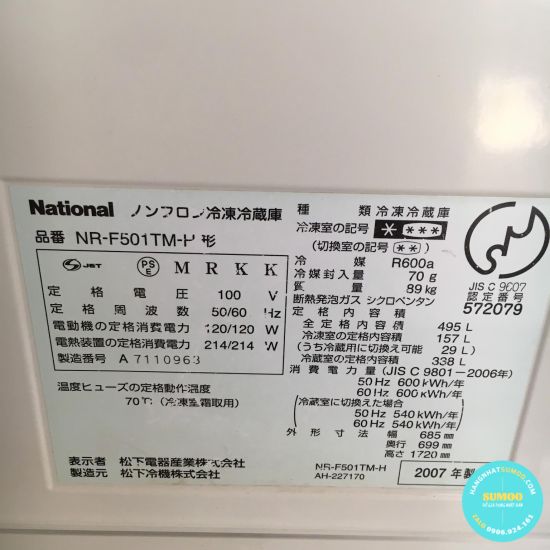 National ノンフロン冷凍冷蔵庫
品番 NR-F501TM-H 形
S JET
PS E
M R K K
定格電圧 100 V
定格周波数 50/60 Hz
電動機の定格消費電力 120/120 W
電熱装置の定格消費電力 214/214 W
製造番号 A 7110963
温度ヒューズの定格動作温度
70℃(冷凍室霜取用)
表示者 松下電器産業株式会社
製造元 松下冷機株式会社
種類 冷凍冷蔵庫
冷凍室の記号 * ***
(切換室の記号 **)
冷媒 R600a
冷媒封入量 70 g
質量 89 kg
断熱発泡ガス シクロペンタン
定格内容積
全定格内容積 495 L
冷凍室の定格内容積 157 L
(うち冷蔵用に切換え可能 29 L)
冷蔵室の定格内容積 338 L
消費電力量(JIS C 9801-2006年)
50 Hz 600 kWh/年
60 Hz 600 kWh/年
(冷蔵室に切換えた場合)
50 Hz 540 kWh/年
60 Hz 540 kWh/年
外形寸法 幅 685 mm
奥行 699 mm
高さ 1720 mm
NR-F501TM-H
AH-227170
2007 年製
JIS C 9607
認定番号
572079
HANGNHATSUMOO.COM
SUMOO
ZALO 0906.924.161